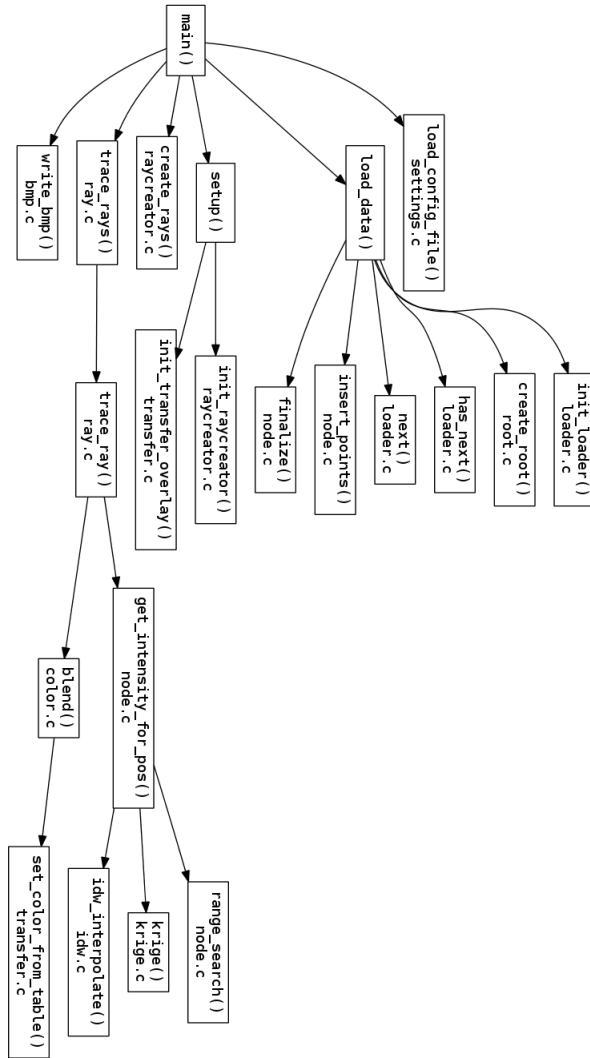 main()
load_config_file()
settings.c
load_data()
setup()
create_rays()
raycreator.c
trace_rays()
ray.c
write_bmp()
bmp.c
init_loader()
loader.c
create_root()
root.c
has_next()
loader.c
next()
loader.c
insert_points()
node.c
finalize()
node.c
init_raycreator()
raycreator.c
init_transfer_overlay()
transfer.c
trace_ray()
ray.c
get_intensity_for_pos()
node.c
blend()
color.c
range_search()
node.c
krige()
krige.c
idw_interpolate()
idw.c
set_color_from_table()
transfer.c